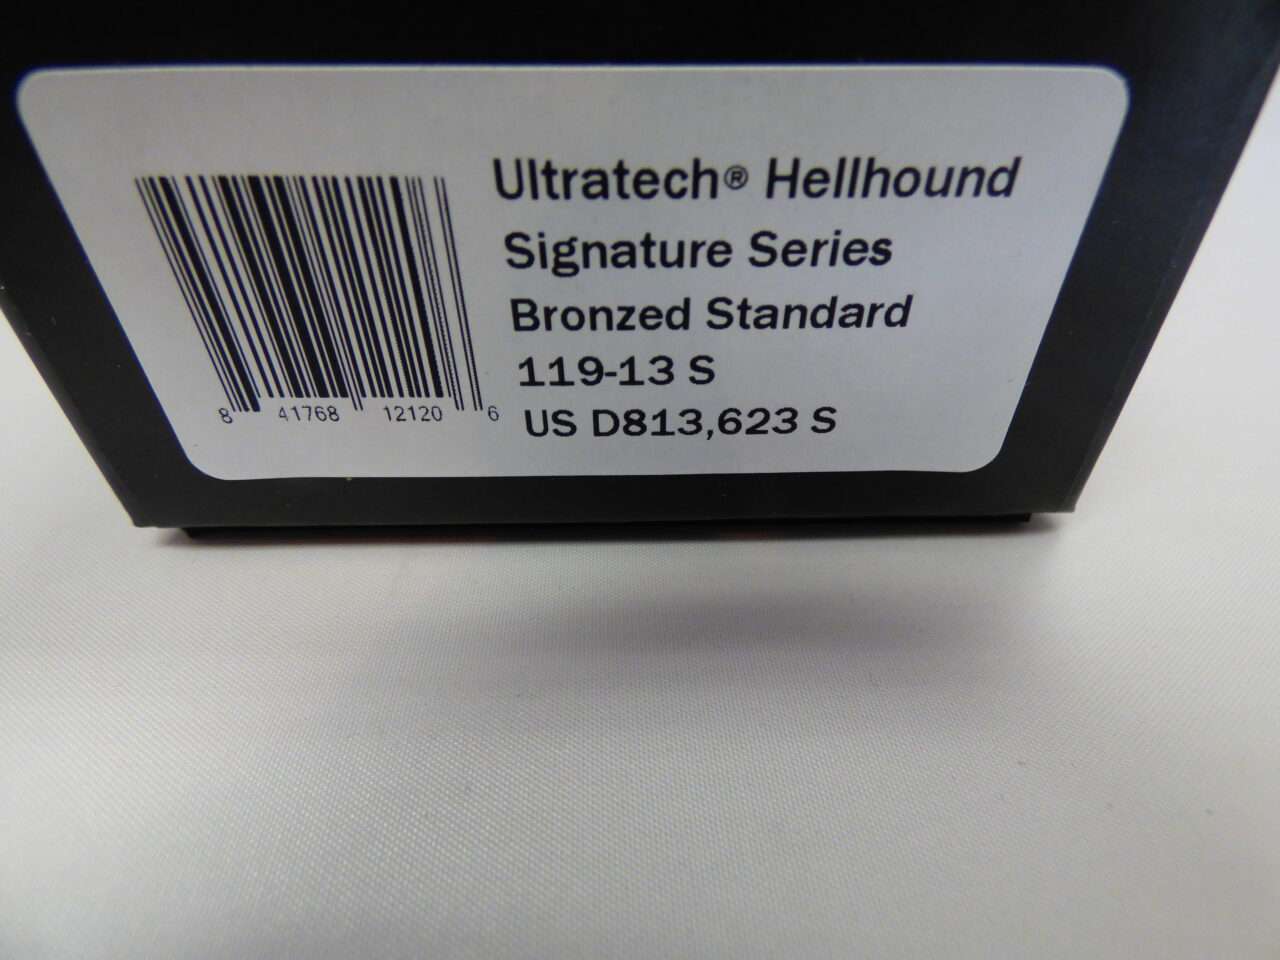 Ultratech® Hellhound
Signature Series
Bronzed Standard
119-13 S
US D813,623 S
8 41768 12120 6